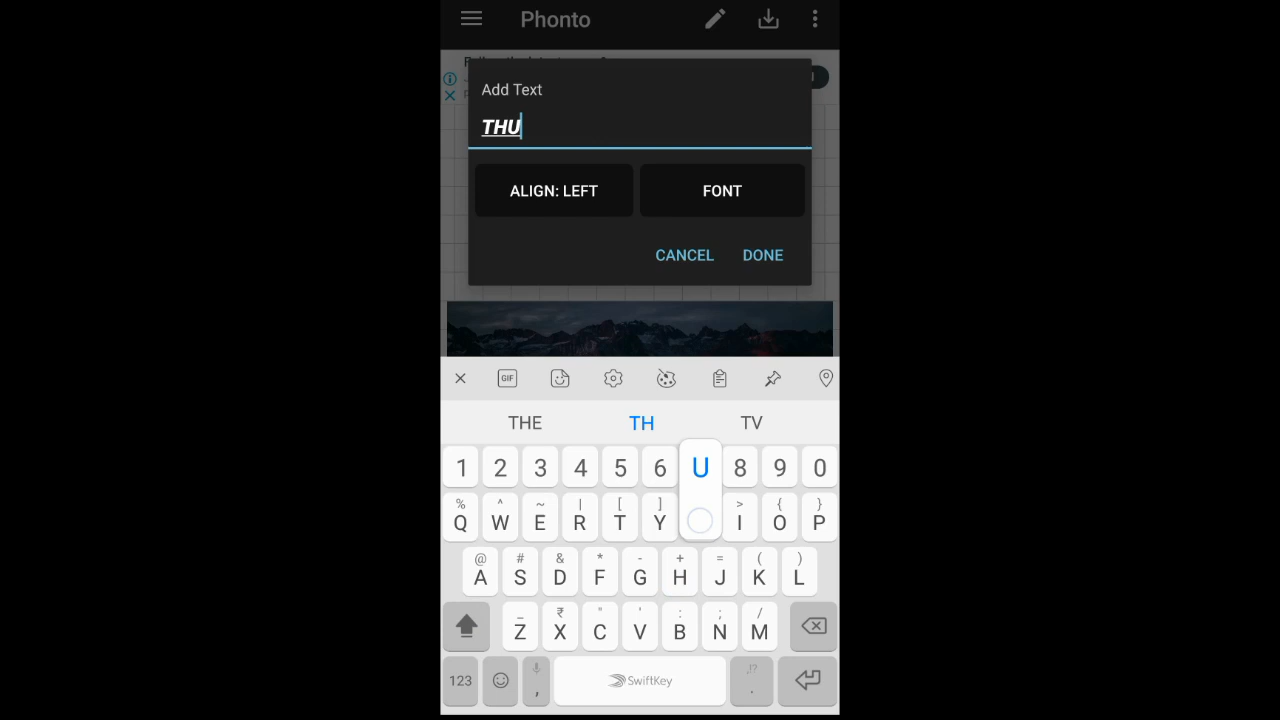 Phonto
Add Text
THU
ALIGN: LEFT FONT
CANCEL DONE
GIF
THE TH TV
1 2 3 4 5 6 U 8 9 0
% ^ ~ | [ ] > { }
Q W E R T Y I O P
@ # & * - + = ( )
A S D F G H J K L
_ ₹ " ' : ; /
Z X C V B N M
,!?
123 , SwiftKey .